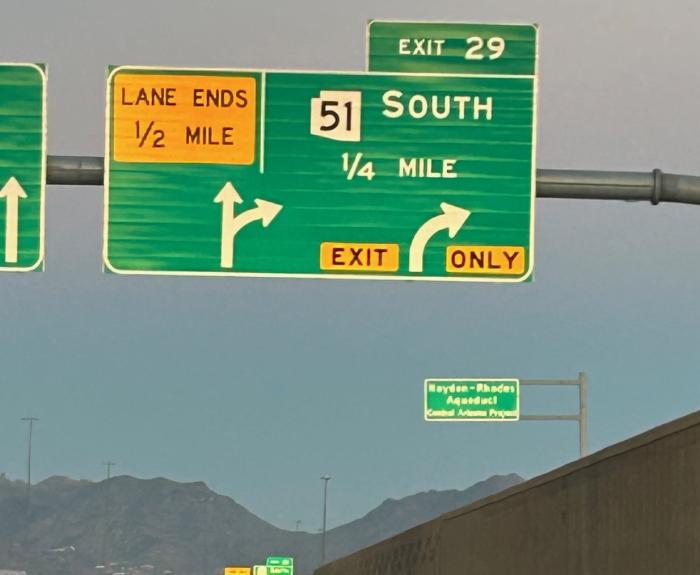 EXIT 29
LANE ENDS
1/2 MILE
51 SOUTH
1/4 MILE
EXIT ONLY
Hayden-Rhodes
Aqueduct
Central Arizona Project